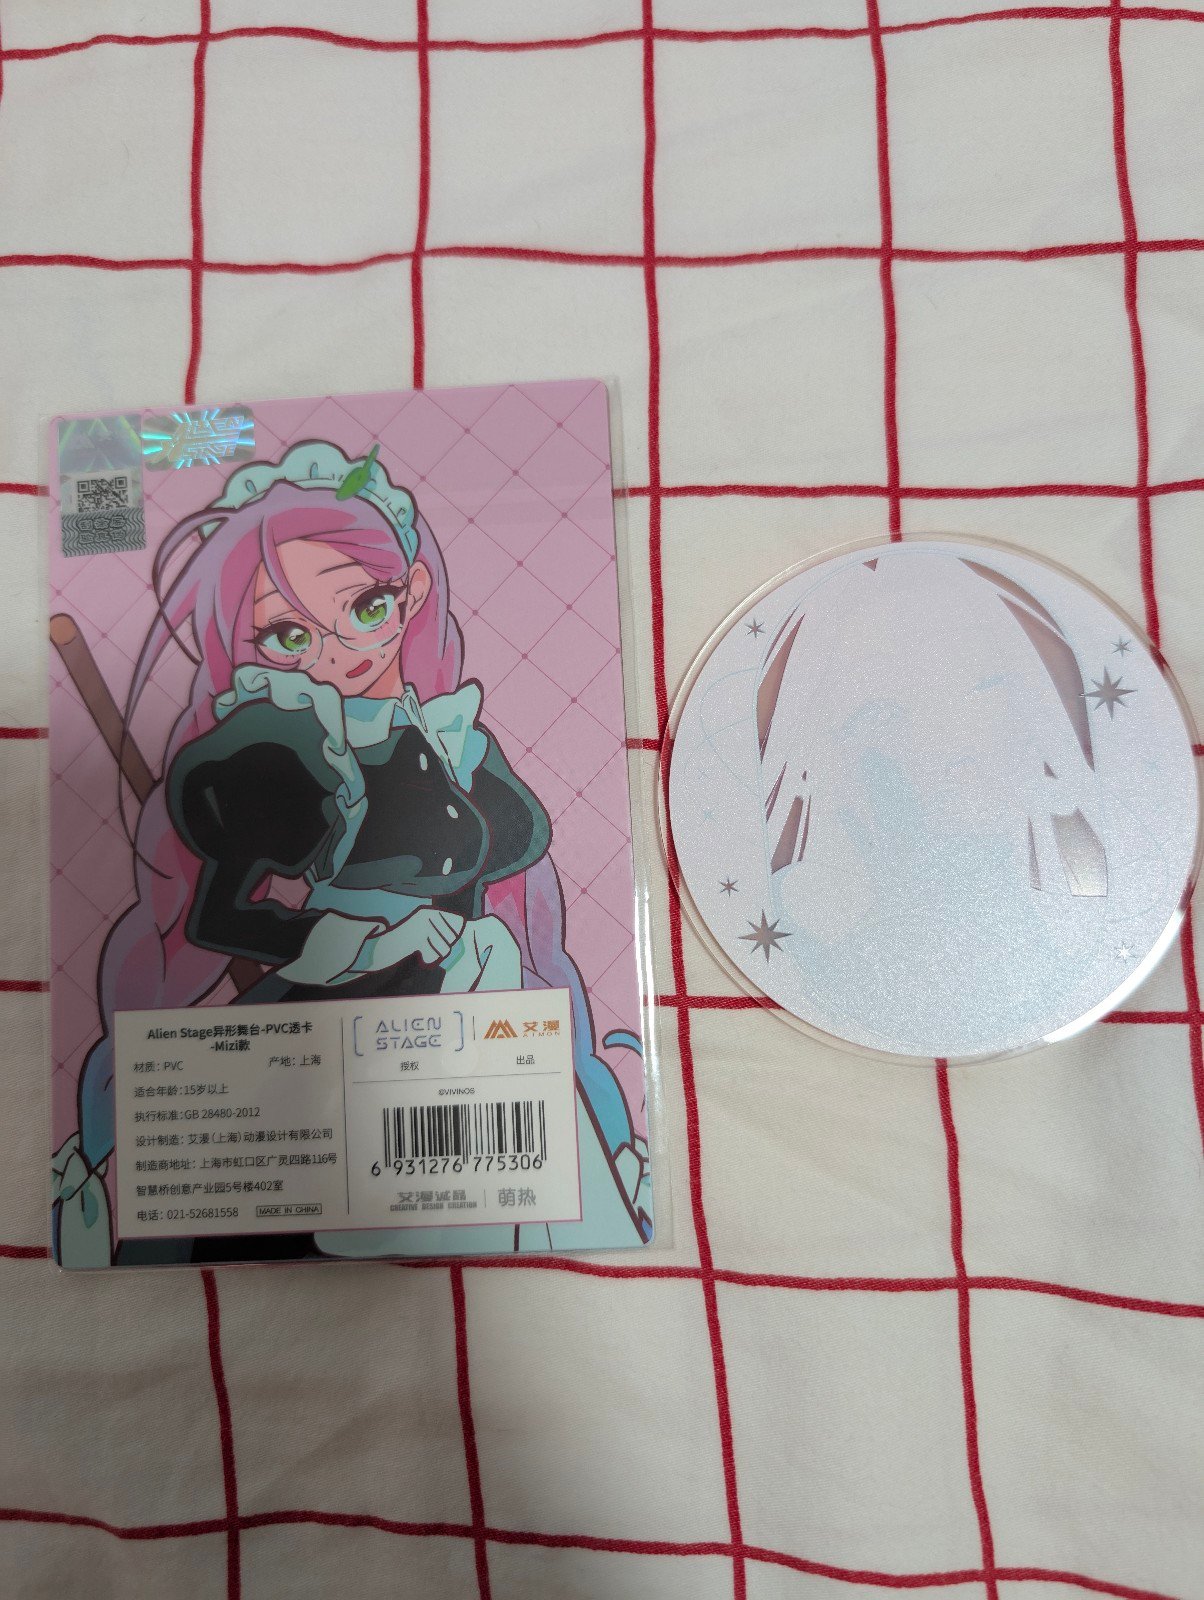 ALIEN
STAGE
Alien Stage异形舞台-PVC透卡
-Mizi款
材质：PVC
产地：上海
适合年龄：15岁以上
执行标准：GB 28480-2012
设计制造：艾漫（上海）动漫设计有限公司
制造商地址：上海市虹口区广灵四路116号
智慧桥创意产业园5号楼402室
电话：021-52681558
MADE IN CHINA
ALIEN
STAGE
授权
艾漫
AIMON
出品
©VIVINOS
6 931276 775306
艾漫诚品
CREATIVE DESIGN CREATION
萌热